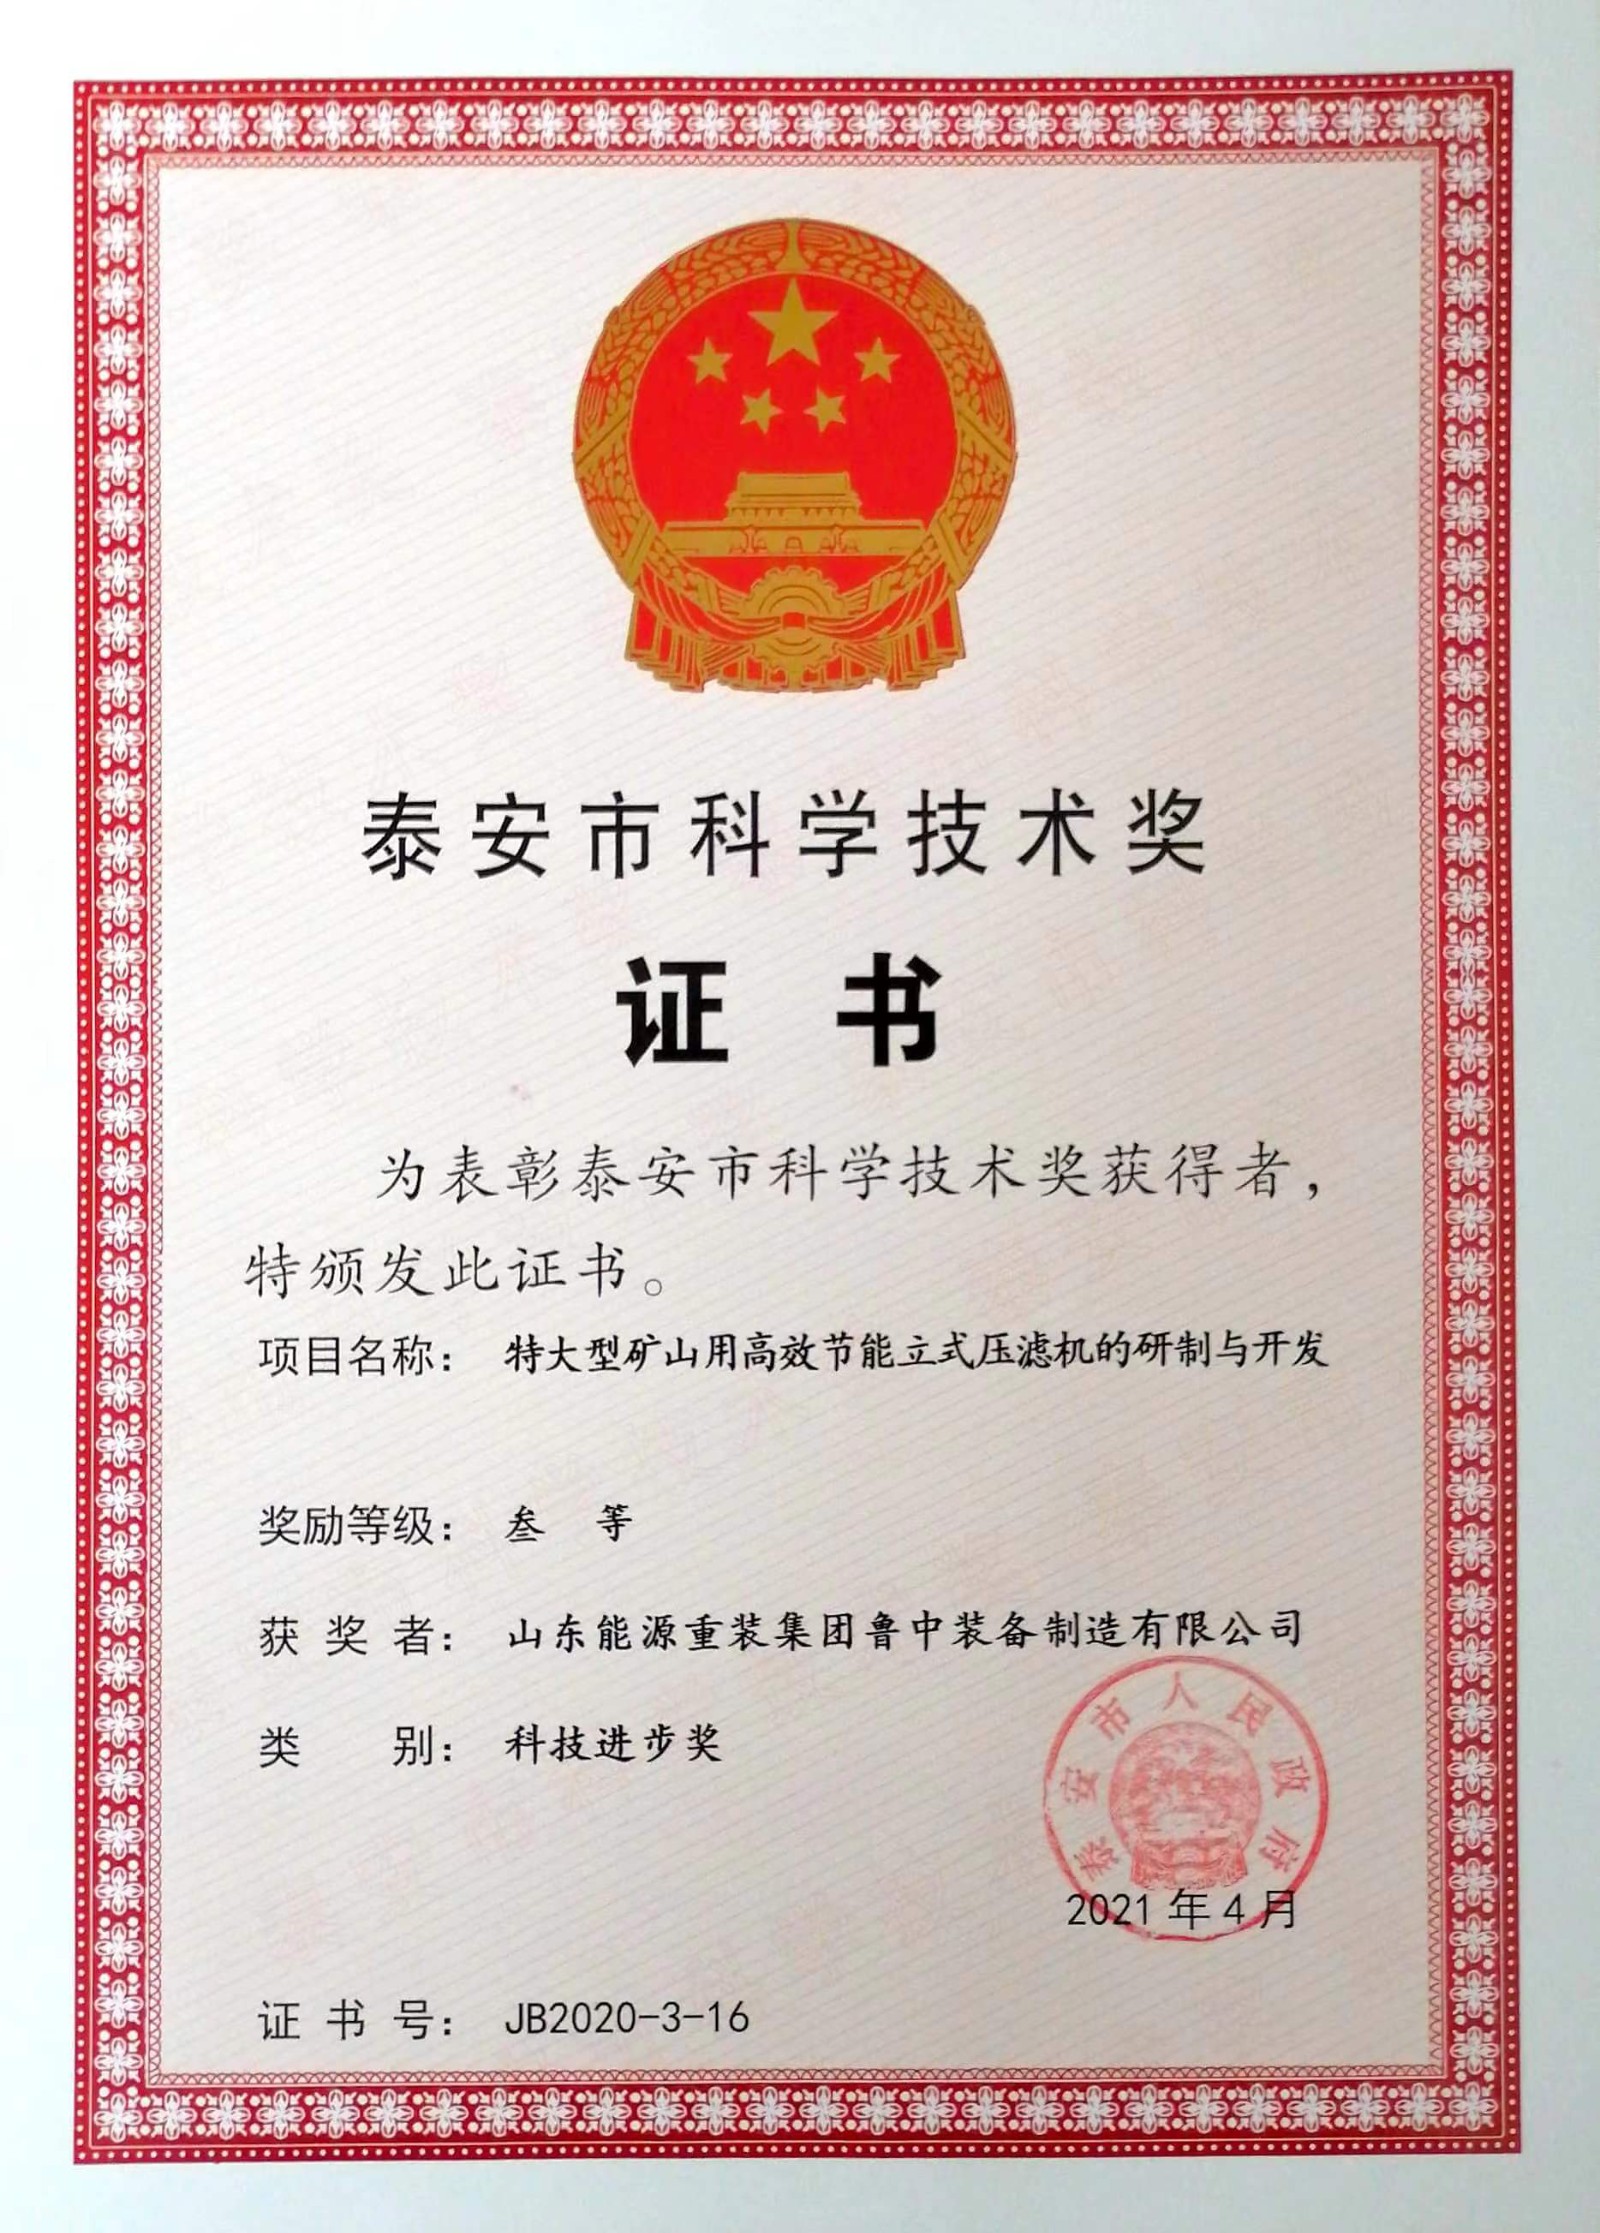 泰安市科学技术奖
证书
为表彰泰安市科学技术奖获得者，
特颁发此证书。
项目名称： 特大型矿山用高效节能立式压滤机的研制与开发
奖励等级： 叁 等
获奖者： 山东能源重装集团鲁中装备制造有限公司
类别： 科技进步奖
泰安市人民政府
2021年4月
证书号： JB2020-3-16